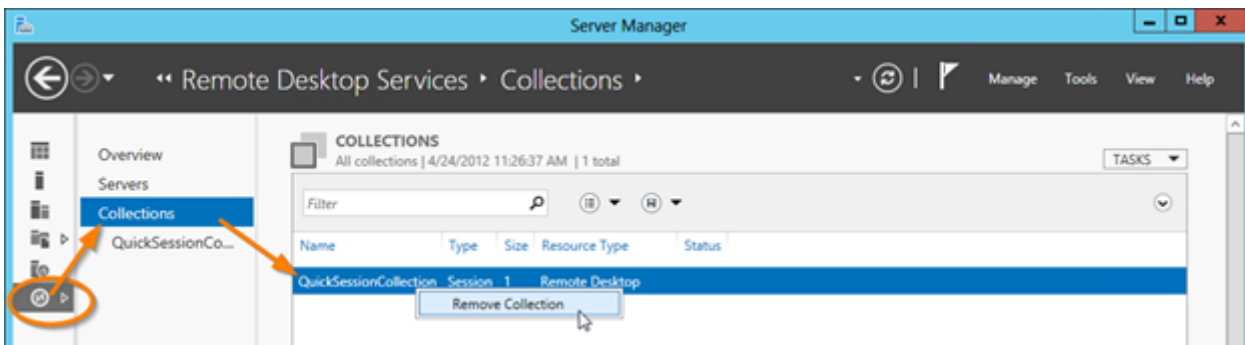 Server Manager
Remote Desktop Services ‣ Collections ‣
Manage Tools View Help
Overview
Servers
Collections
QuickSessionCo...
COLLECTIONS
All collections | 4/24/2012 11:26:37 AM | 1 total
TASKS
Filter
Name Type Size Resource Type Status
QuickSessionCollection Session 1 Remote Desktop
Remove Collection